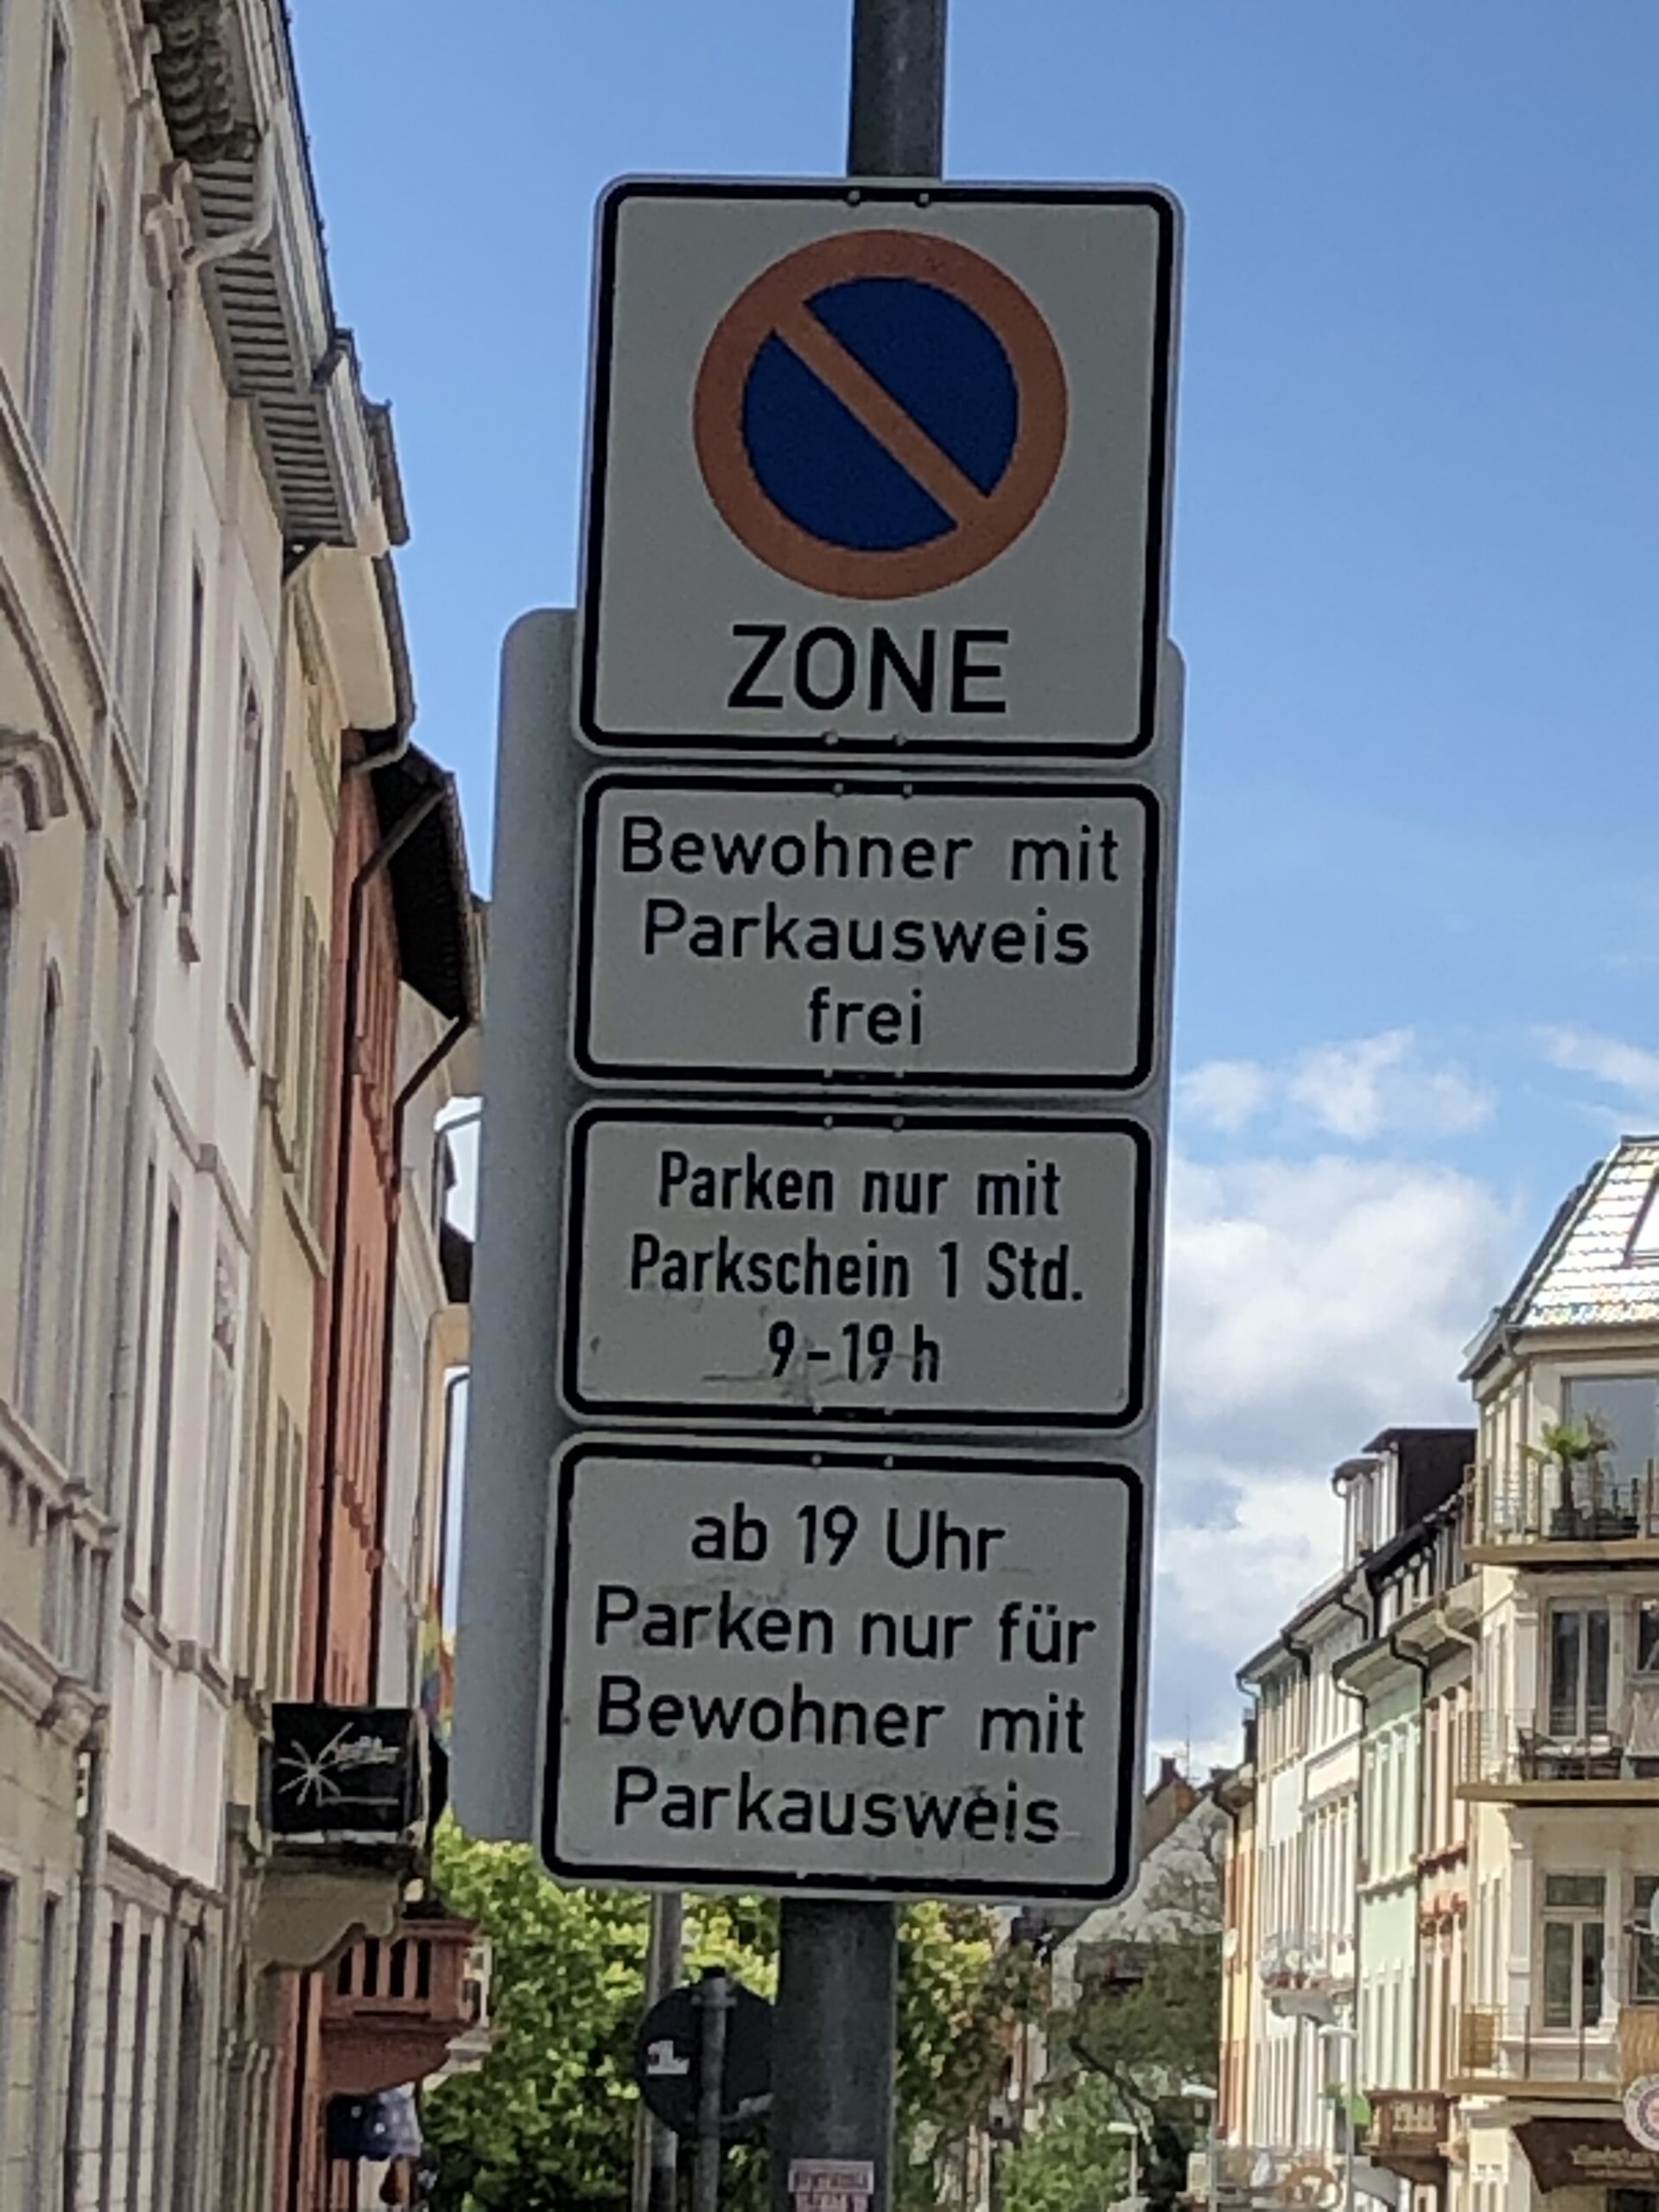 ZONE
Bewohner mit
Parkausweis
frei
Parken nur mit
Parkschein 1 Std.
9-19 h
ab 19 Uhr
Parken nur für
Bewohner mit
Parkausweis